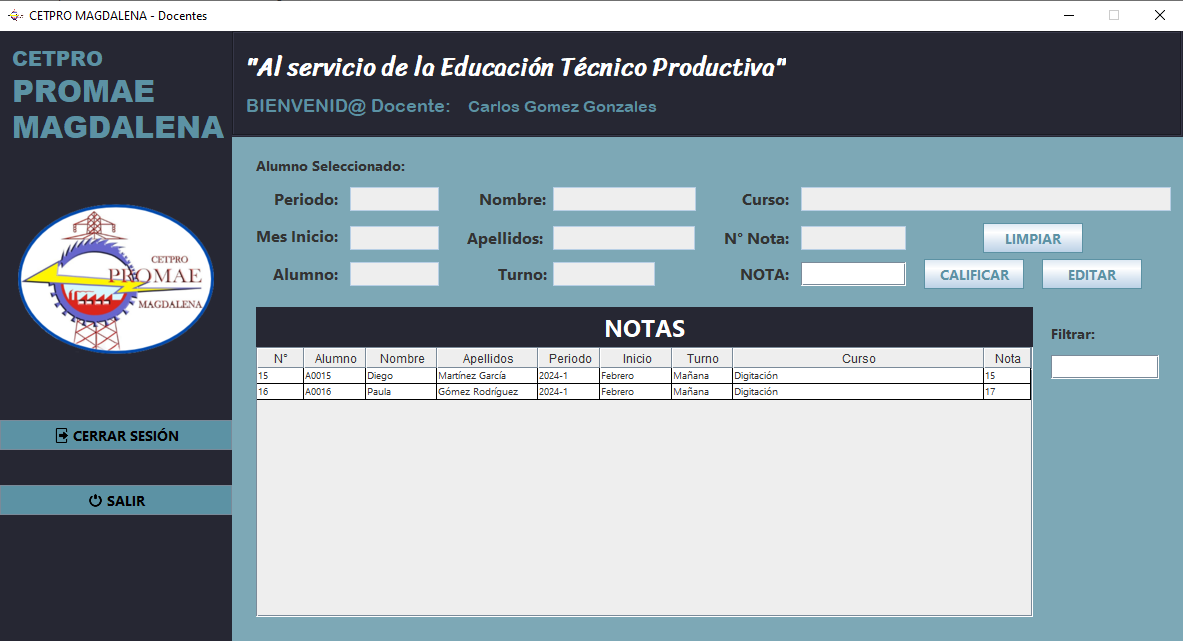 CETPRO MAGDALENA - Docentes
CETPRO
PROMAE
MAGDALENA
"Al servicio de la Educación Técnico Productiva"
BIENVENID@ Docente: Carlos Gomez Gonzales
CETPRO
PROMAE
MAGDALENA
CERRAR SESIÓN
SALIR
Alumno Seleccionado:
Periodo: Nombre: Curso:
Mes Inicio: Apellidos: N° Nota: LIMPIAR
Alumno: Turno: NOTA: CALIFICAR EDITAR
NOTAS
Filtrar:
N° Alumno Nombre Apellidos Periodo Inicio Turno Curso Nota
15 A0015 Diego Martínez García 2024-1 Febrero Mañana Digitación 15
16 A0016 Paula Gómez Rodríguez 2024-1 Febrero Mañana Digitación 17